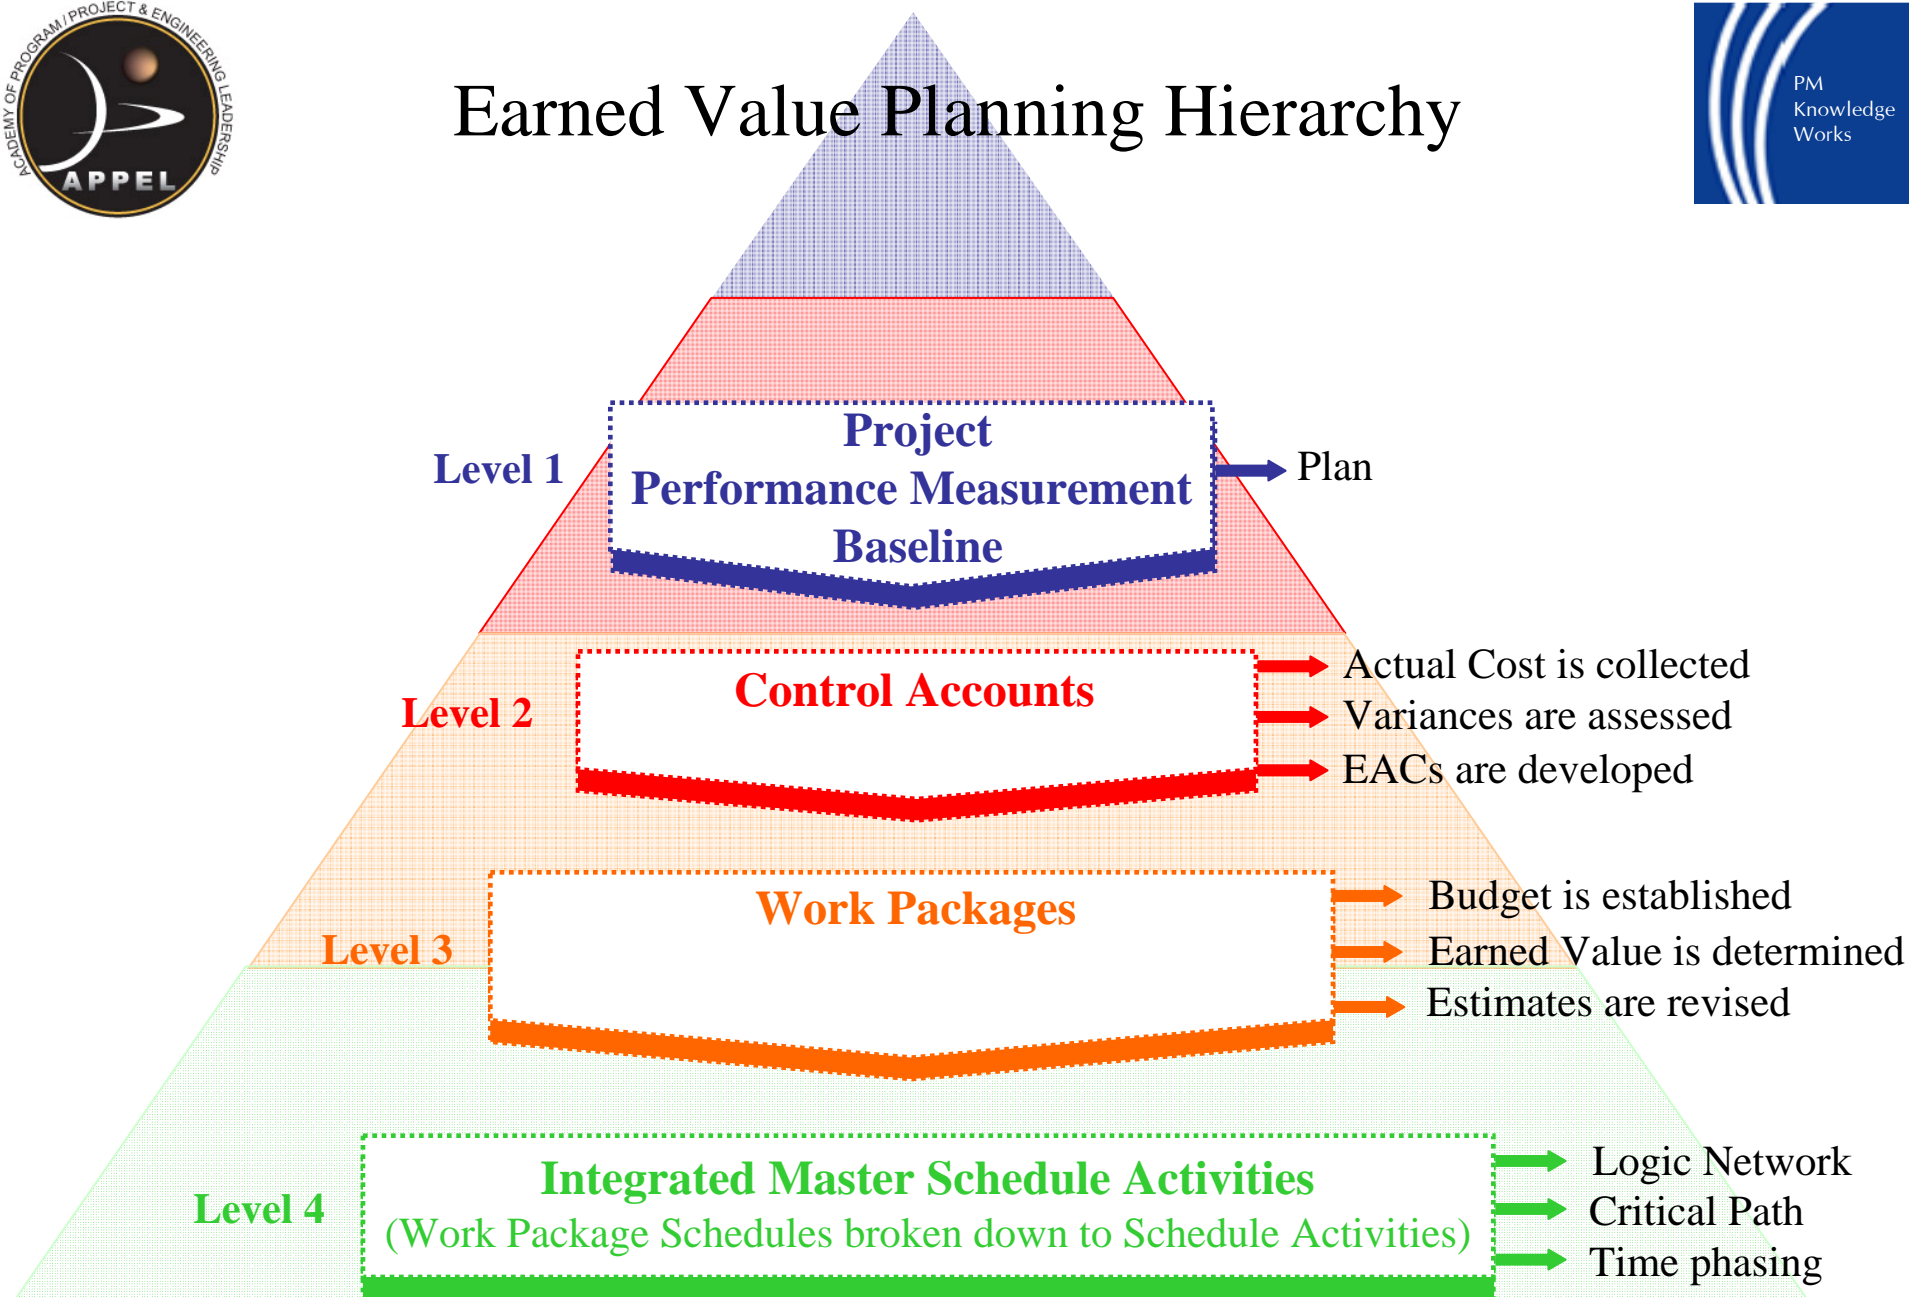 ACADEMY OF PROGRAM / PROJECT & ENGINEERING LEADERSHIP
APPEL
Earned Value Planning Hierarchy
PM
Knowledge
Works
Level 1
Project
Performance Measurement
Baseline
Plan
Level 2
Control Accounts
Actual Cost is collected
Variances are assessed
EACs are developed
Level 3
Work Packages
Budget is established
Earned Value is determined
Estimates are revised
Level 4
Integrated Master Schedule Activities
(Work Package Schedules broken down to Schedule Activities)
Logic Network
Critical Path
Time phasing